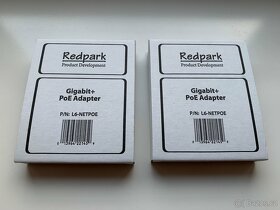 Redpark
Product Development
Gigabit+
PoE Adapter
P/N: L6-NETPOE
Redpark
Product Development
Gigabit+
PoE Adapter
P/N: L6-NETPOE